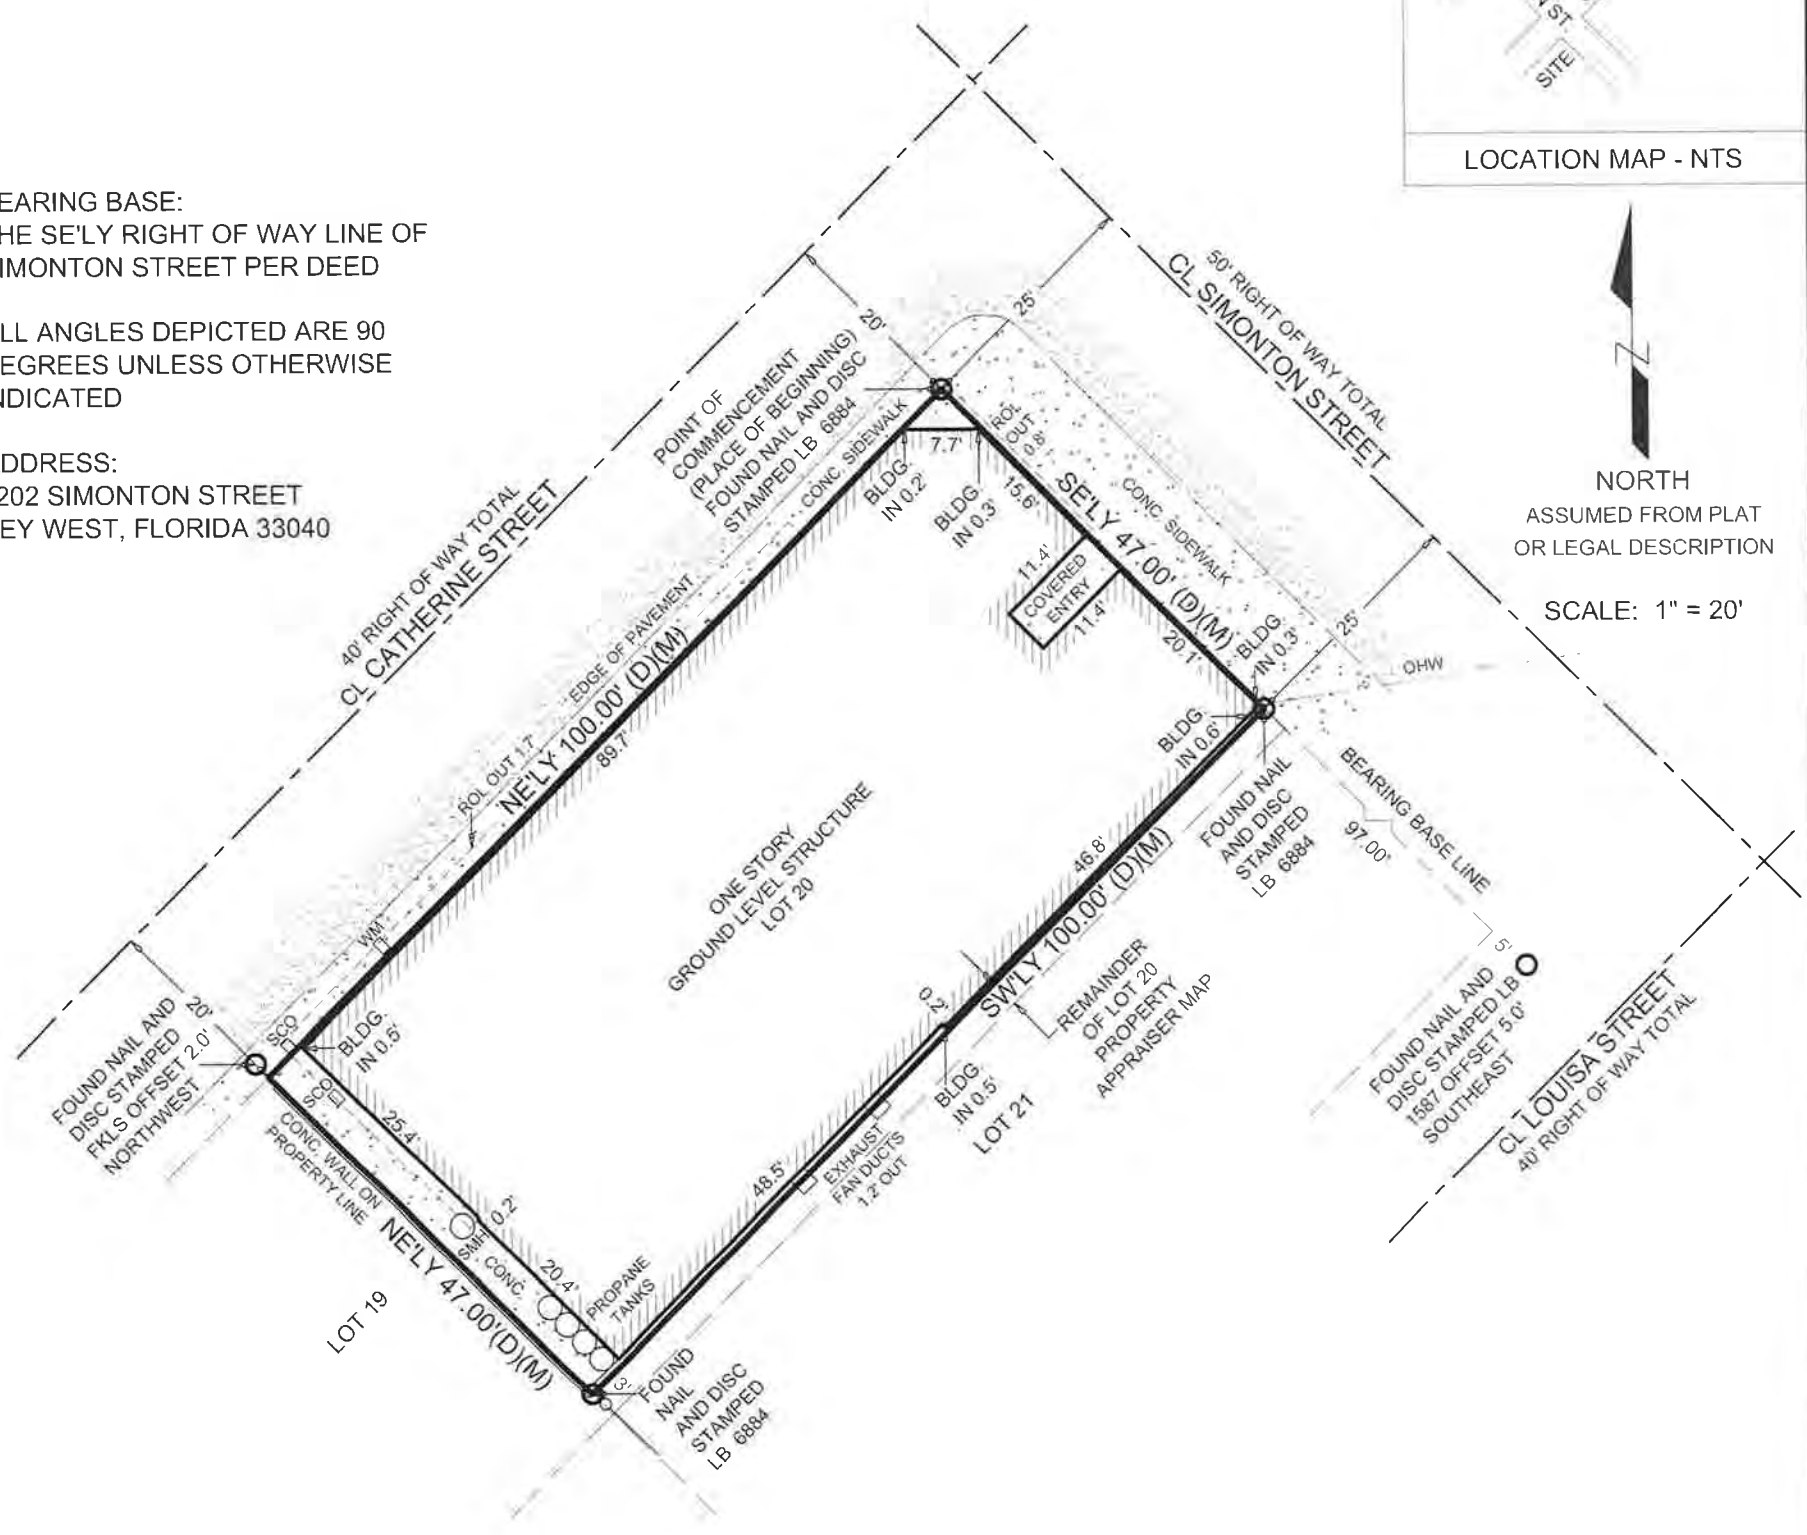 N ST.
SITE
LOCATION MAP - NTS
EARING BASE:
HE SE'LY RIGHT OF WAY LINE OF
IMONTON STREET PER DEED
LL ANGLES DEPICTED ARE 90
EGREES UNLESS OTHERWISE
NDICATED
DDRESS:
202 SIMONTON STREET
EY WEST, FLORIDA 33040
NORTH
ASSUMED FROM PLAT
OR LEGAL DESCRIPTION
SCALE: 1" = 20'
N
50' RIGHT OF WAY TOTAL
CL SIMONTON STREET
25'
20'
POINT OF
COMMENCEMENT
(PLACE OF BEGINNING)
FOUND NAIL AND DISC
STAMPED LB 6884
CONC. SIDEWALK
40' RIGHT OF WAY TOTAL
CL CATHERINE STREET
EDGE OF PAVEMENT
ROL OUT 1.7'
NE'LY 100.00' (D)(M)
89.7'
7.7'
BLDG.
IN 0.2'
BLDG.
IN 0.3'
ROL
OUT
0.8'
15.6'
SE'LY 47.00' (D)(M)
CONC. SIDEWALK
11.4'
COVERED
ENTRY
11.4'
20.1'
BLDG.
IN 0.3'
25'
2'
OHW
BLDG.
IN 0.6'
FOUND NAIL
AND DISC
STAMPED
LB 6884
BEARING BASE LINE
97.00'
5'
FOUND NAIL AND
DISC STAMPED LB
1587 OFFSET 5.0'
SOUTHEAST
CL LOUISA STREET
40' RIGHT OF WAY TOTAL
ONE STORY
GROUND LEVEL STRUCTURE
LOT 20
46.8'
SW'LY 100.00' (D)(M)
REMAINDER
OF LOT 20
PROPERTY
APPRAISER MAP
0.2'
BLDG.
IN 0.5'
LOT 21
EXHAUST
FAN DUCTS
1.2' OUT
48.5'
WM
SCO
20'
FOUND NAIL AND
DISC STAMPED
FKLS OFFSET 2.0'
NORTHWEST
BLDG.
IN 0.5'
SCO
25.4'
CONC. WALL ON
PROPERTY LINE
SMH
0.2'
CONC.
20.4'
PROPANE
TANKS
NE'LY 47.00'(D)(M)
LOT 19
3'
FOUND
NAIL
AND DISC
STAMPED
LB 6884